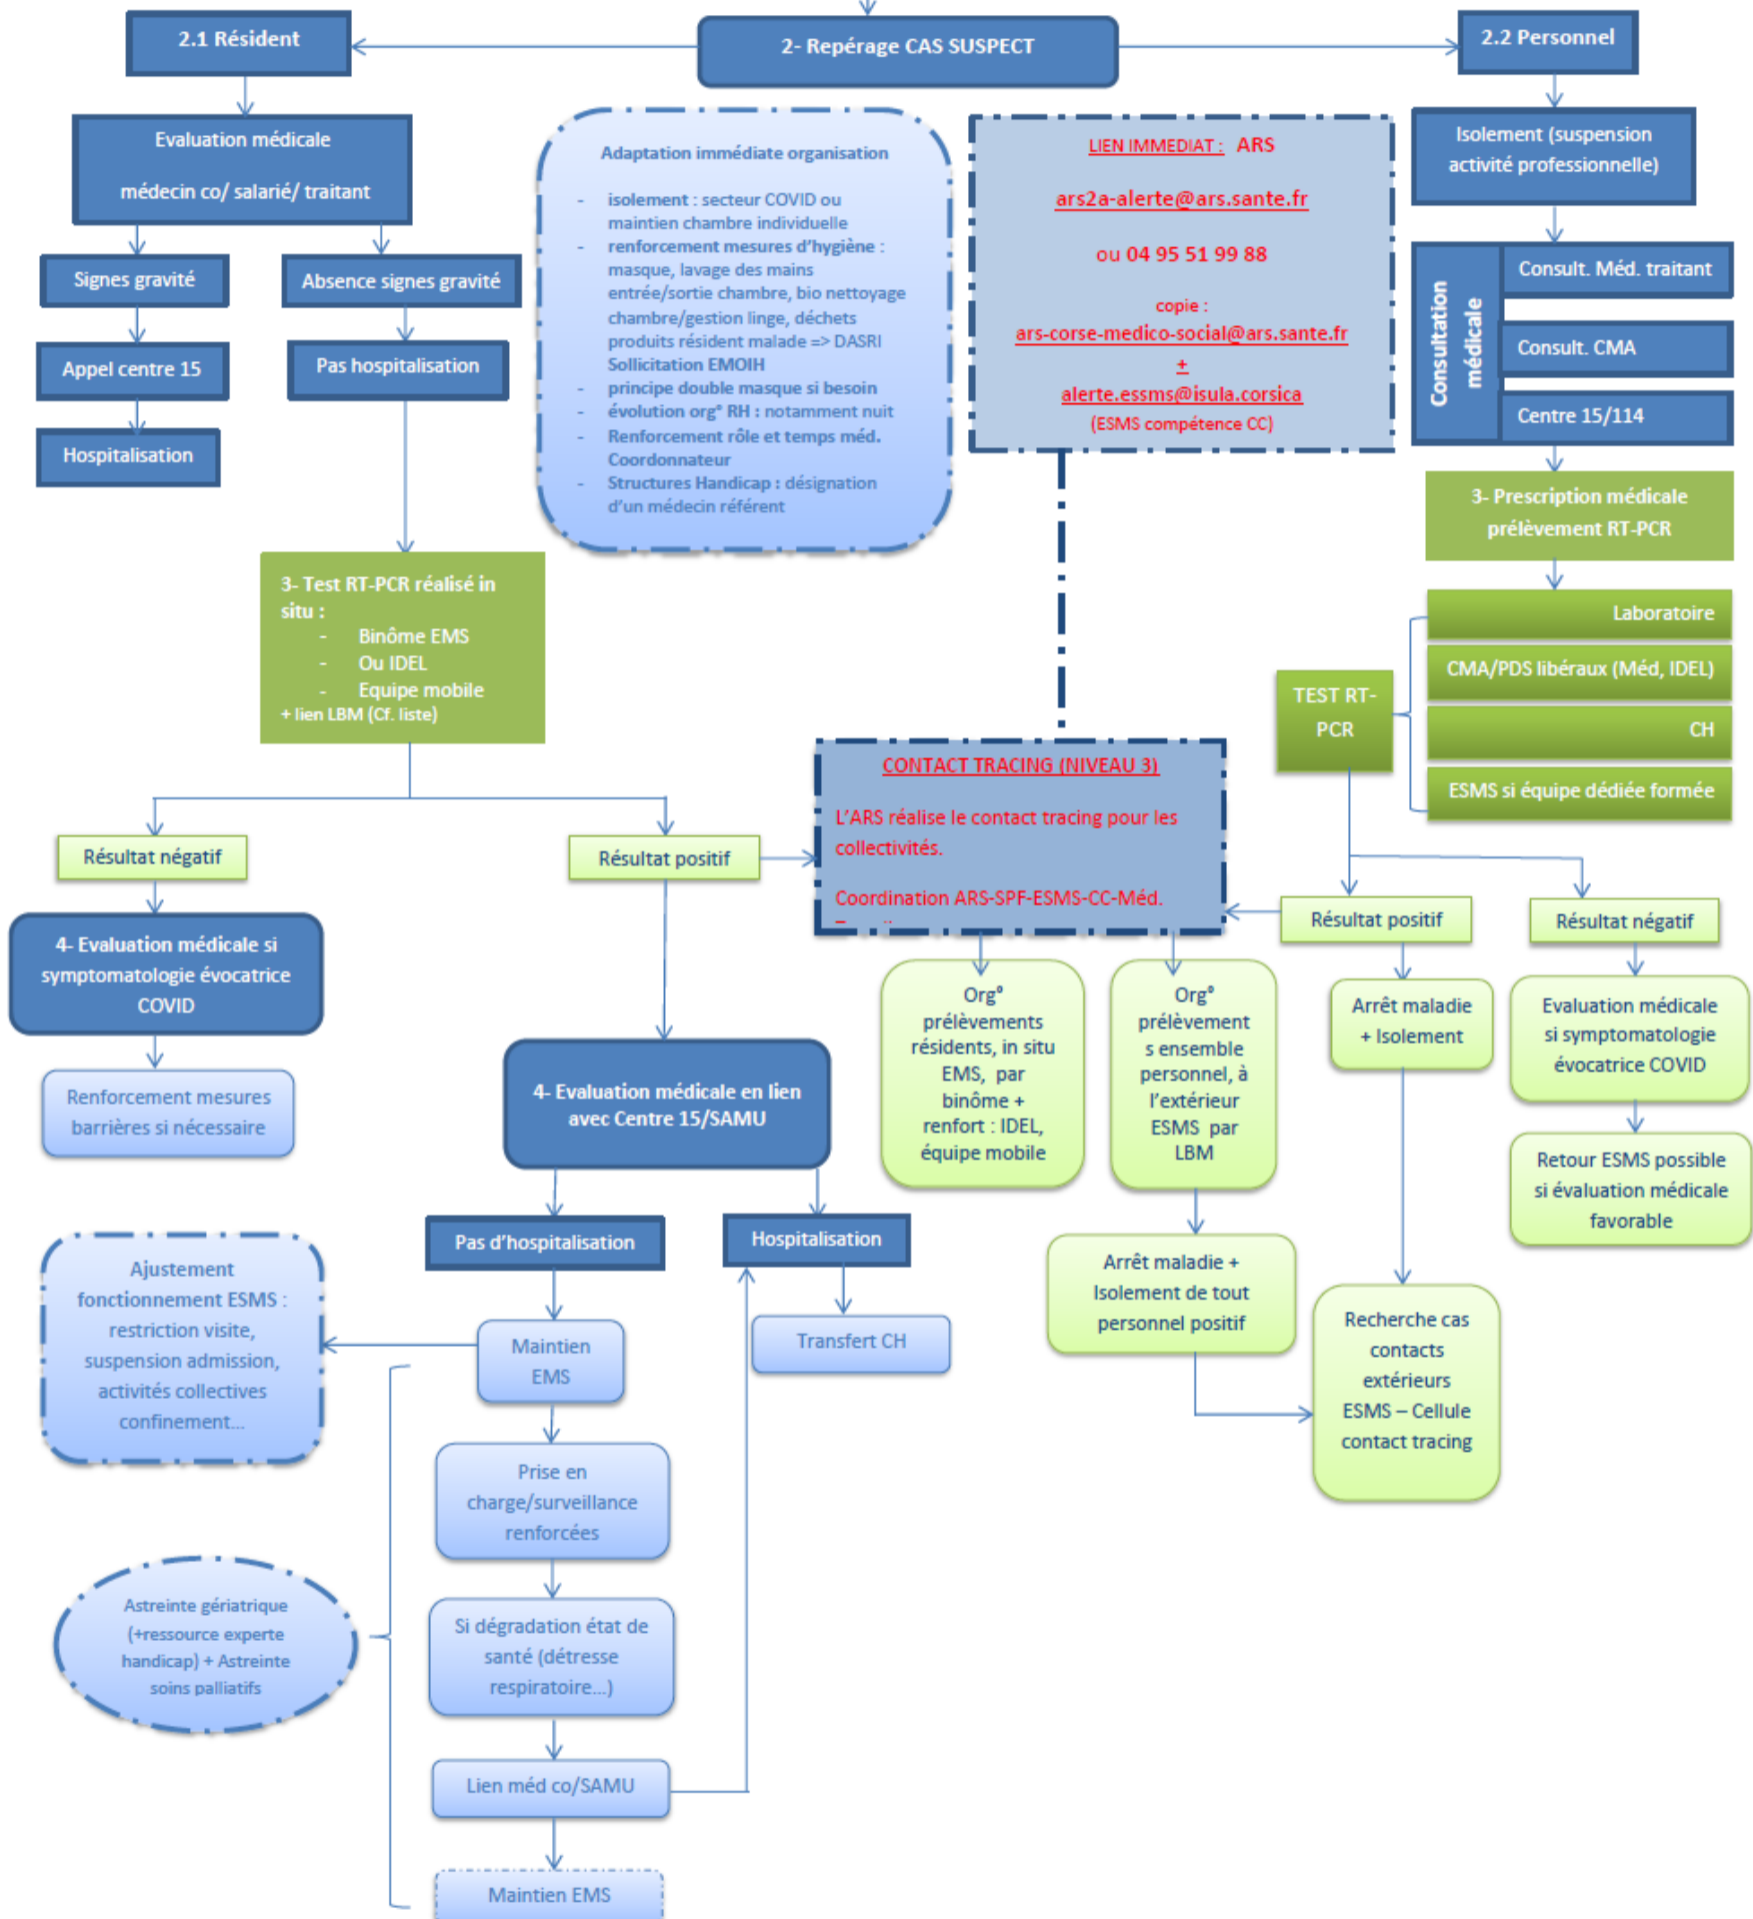 2.1 Résident
2- Repérage CAS SUSPECT
2.2 Personnel
Evaluation médicale
médecin co/ salarié/ traitant
Signes gravité
Absence signes gravité
Appel centre 15
Pas hospitalisation
Hospitalisation
Adaptation immédiate organisation
- isolement : secteur COVID ou
maintien chambre individuelle
- renforcement mesures d'hygiène :
masque, lavage des mains
entrée/sortie chambre, bio nettoyage
chambre/gestion linge, déchets
produits résident malade => DASRI
Sollicitation EMOIH
- principe double masque si besoin
- évolution org° RH : notamment nuit
- Renforcement rôle et temps méd.
Coordonnateur
- Structures Handicap : désignation
d'un médecin référent
LIEN IMMEDIAT : ARS
ars2a-alerte@ars.sante.fr
ou 04 95 51 99 88
copie :
ars-corse-medico-social@ars.sante.fr
+
alerte.essms@isula.corsica
(ESMS compétence CC)
Isolement (suspension
activité professionnelle)
Consultation
médicale
Consult. Méd. traitant
Consult. CMA
Centre 15/114
3- Prescription médicale
prélèvement RT-PCR
TEST RT-
PCR
Laboratoire
CMA/PDS libéraux (Méd, IDEL)
CH
ESMS si équipe dédiée formée
3- Test RT-PCR réalisé in
situ :
- Binôme EMS
- Ou IDEL
- Equipe mobile
+ lien LBM (Cf. liste)
Résultat négatif
Résultat positif
CONTACT TRACING (NIVEAU 3)
L'ARS réalise le contact tracing pour les
collectivités.
Coordination ARS-SPF-ESMS-CC-Méd.
Résultat positif
Résultat négatif
4- Evaluation médicale si
symptomatologie évocatrice
COVID
Renforcement mesures
barrières si nécessaire
4- Evaluation médicale en lien
avec Centre 15/SAMU
Org°
prélèvements
résidents, in situ
EMS, par
binôme +
renfort : IDEL,
équipe mobile
Org°
prélèvement
s ensemble
personnel, à
l'extérieur
ESMS par
LBM
Arrêt maladie
+ Isolement
Evaluation médicale
si symptomatologie
évocatrice COVID
Retour ESMS possible
si évaluation médicale
favorable
Arrêt maladie +
Isolement de tout
personnel positif
Recherche cas
contacts
extérieurs
ESMS – Cellule
contact tracing
Pas d'hospitalisation
Hospitalisation
Transfert CH
Ajustement
fonctionnement ESMS :
restriction visite,
suspension admission,
activités collectives
confinement...
Maintien
EMS
Prise en
charge/surveillance
renforcées
Astreinte gériatrique
(+ressource experte
handicap) + Astreinte
soins palliatifs
Si dégradation état de
santé (détresse
respiratoire...)
Lien méd co/SAMU
Maintien EMS